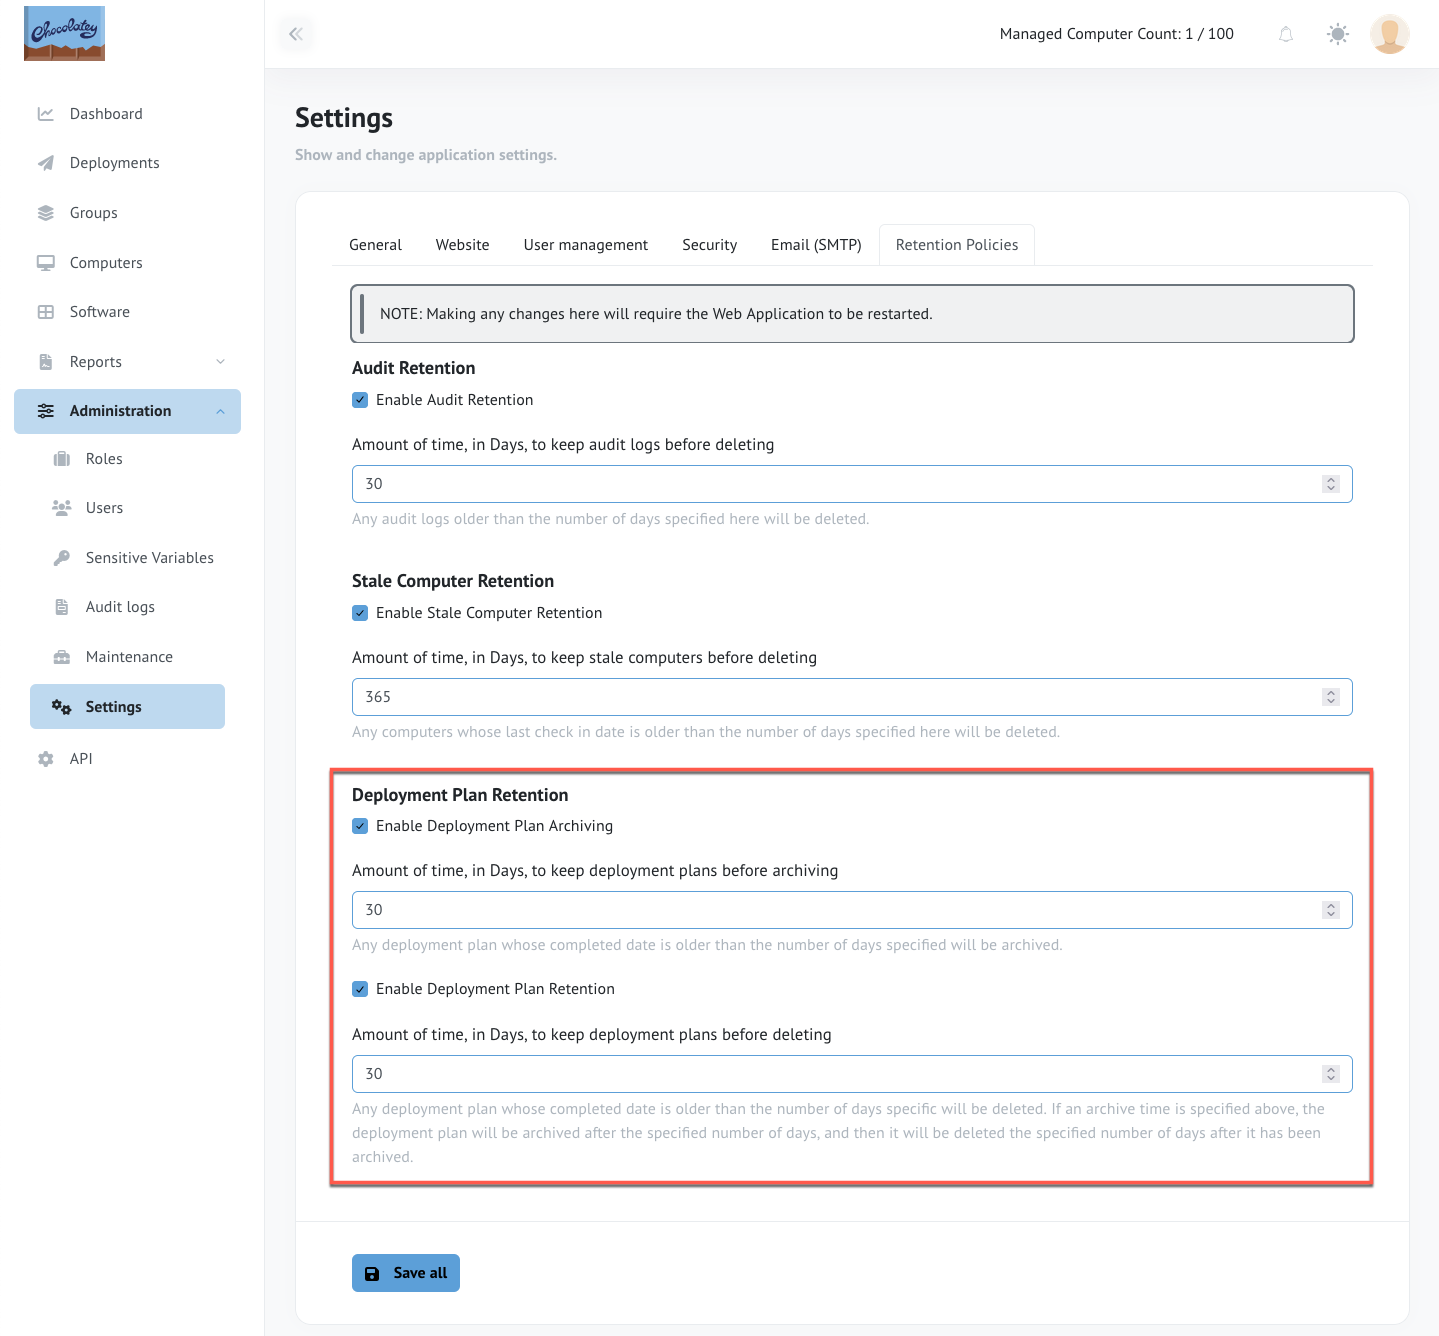 Chocolatey
Managed Computer Count: 1 / 100
Dashboard
Deployments
Groups
Computers
Software
Reports
Administration
Roles
Users
Sensitive Variables
Audit logs
Maintenance
Settings
API
Settings
Show and change application settings.
General Website User management Security Email (SMTP) Retention Policies
NOTE: Making any changes here will require the Web Application to be restarted.
Audit Retention
Enable Audit Retention
Amount of time, in Days, to keep audit logs before deleting
30
Any audit logs older than the number of days specified here will be deleted.
Stale Computer Retention
Enable Stale Computer Retention
Amount of time, in Days, to keep stale computers before deleting
365
Any computers whose last check in date is older than the number of days specified here will be deleted.
Deployment Plan Retention
Enable Deployment Plan Archiving
Amount of time, in Days, to keep deployment plans before archiving
30
Any deployment plan whose completed date is older than the number of days specified will be archived.
Enable Deployment Plan Retention
Amount of time, in Days, to keep deployment plans before deleting
30
Any deployment plan whose completed date is older than the number of days specific will be deleted. If an archive time is specified above, the
deployment plan will be archived after the specified number of days, and then it will be deleted the specified number of days after it has been
archived.
Save all